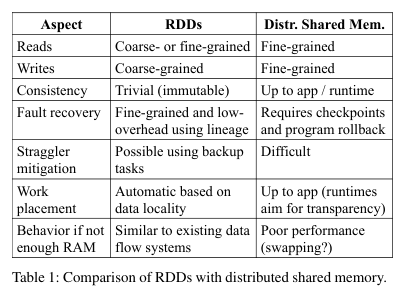 Aspect RDDs Distr. Shared Mem.
Reads Coarse- or fine-grained Fine-grained
Writes Coarse-grained Fine-grained
Consistency Trivial (immutable) Up to app / runtime
Fault recovery Fine-grained and low- Requires checkpoints
overhead using lineage and program rollback
Straggler Possible using backup Difficult
mitigation tasks
Work Automatic based on Up to app (runtimes
placement data locality aim for transparency)
Behavior if not Similar to existing data Poor performance
enough RAM flow systems (swapping?)
Table 1: Comparison of RDDs with distributed shared memory.